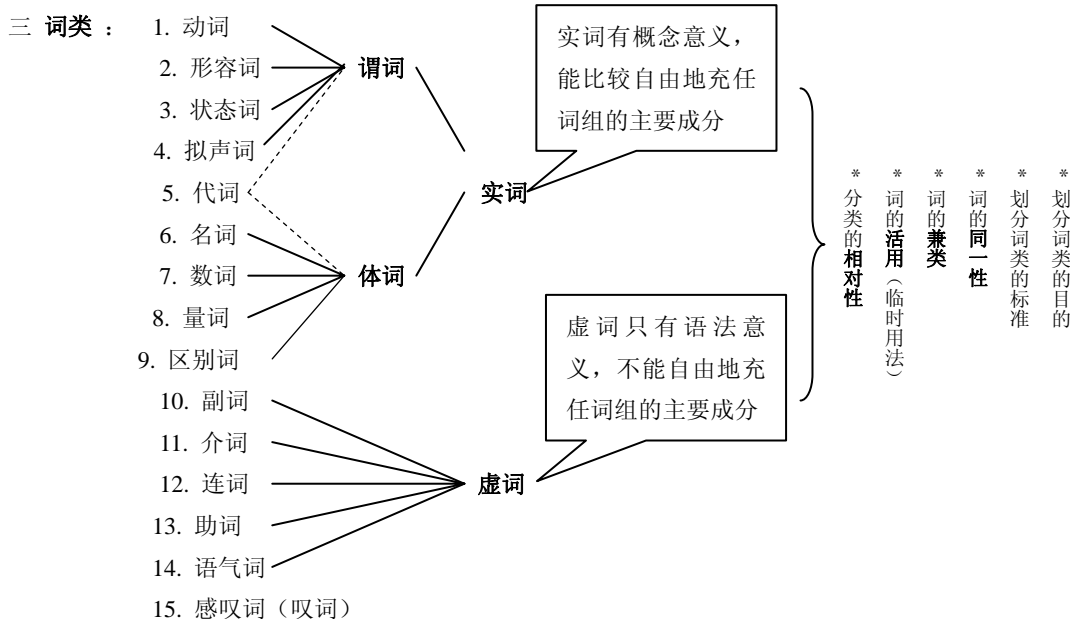 三 词类 ：
1. 动词
2. 形容词
3. 状态词
4. 拟声词
5. 代词
6. 名词
7. 数词
8. 量词
9. 区别词
10. 副词
11. 介词
12. 连词
13. 助词
14. 语气词
15. 感叹词（叹词）
谓词
体词
实词
虚词
实词有概念意义，
能比较自由地充任
词组的主要成分
虚词只有语法意
义，不能自由地充
任词组的主要成分
* 划分词类的目的
* 划分词类的标准
* 词的同一性
* 词的兼类
* 词的活用（临时用法）
* 分类的相对性